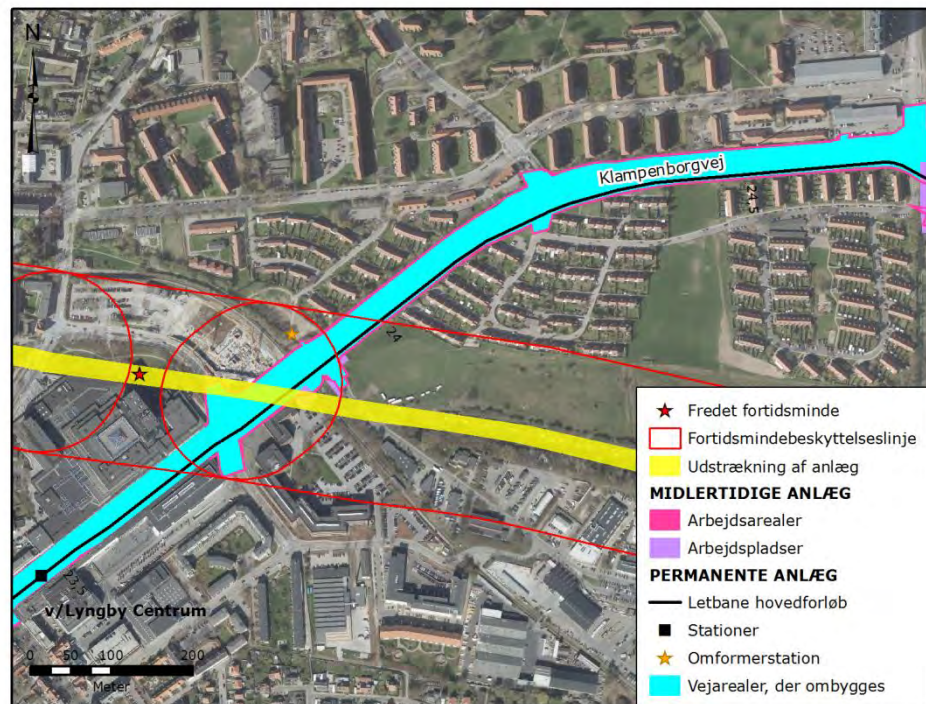 N
Klampenborgvej
24,5
24
23,5
v/Lyngby Centrum
0 50 100 200
Meter
Fredet fortidsminde
Fortidsmindebeskyttelseslinje
Udstrækning af anlæg
MIDLERTIDIGE ANLÆG
Arbejdsarealer
Arbejdspladser
PERMANENTE ANLÆG
Letbane hovedforløb
Stationer
Omformerstation
Vejarealer, der ombygges